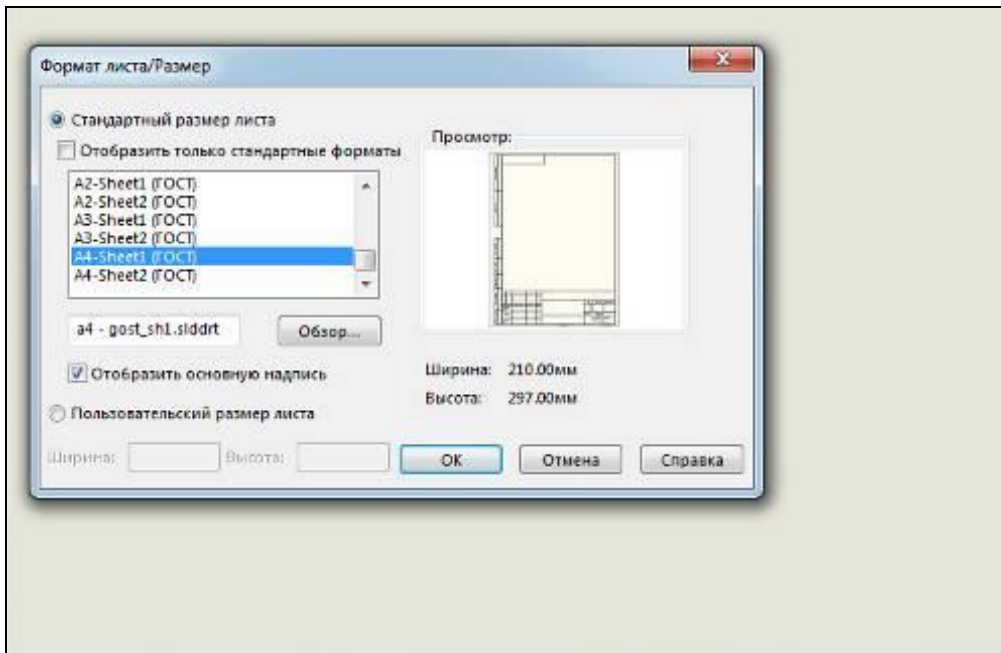 Формат листа/Размер
Стандартный размер листа
Отобразить только стандартные форматы
A2-Sheet1 (ГОСТ)
A2-Sheet2 (ГОСТ)
A3-Sheet1 (ГОСТ)
A3-Sheet2 (ГОСТ)
A4-Sheet1 (ГОСТ)
A4-Sheet2 (ГОСТ)
a4 - gost_sh1.slddrt
Обзор...
Отобразить основную надпись
Пользовательский размер листа
Ширина:
Высота:
Просмотр:
Ширина: 210.00мм
Высота: 297.00мм
OK
Отмена
Справка